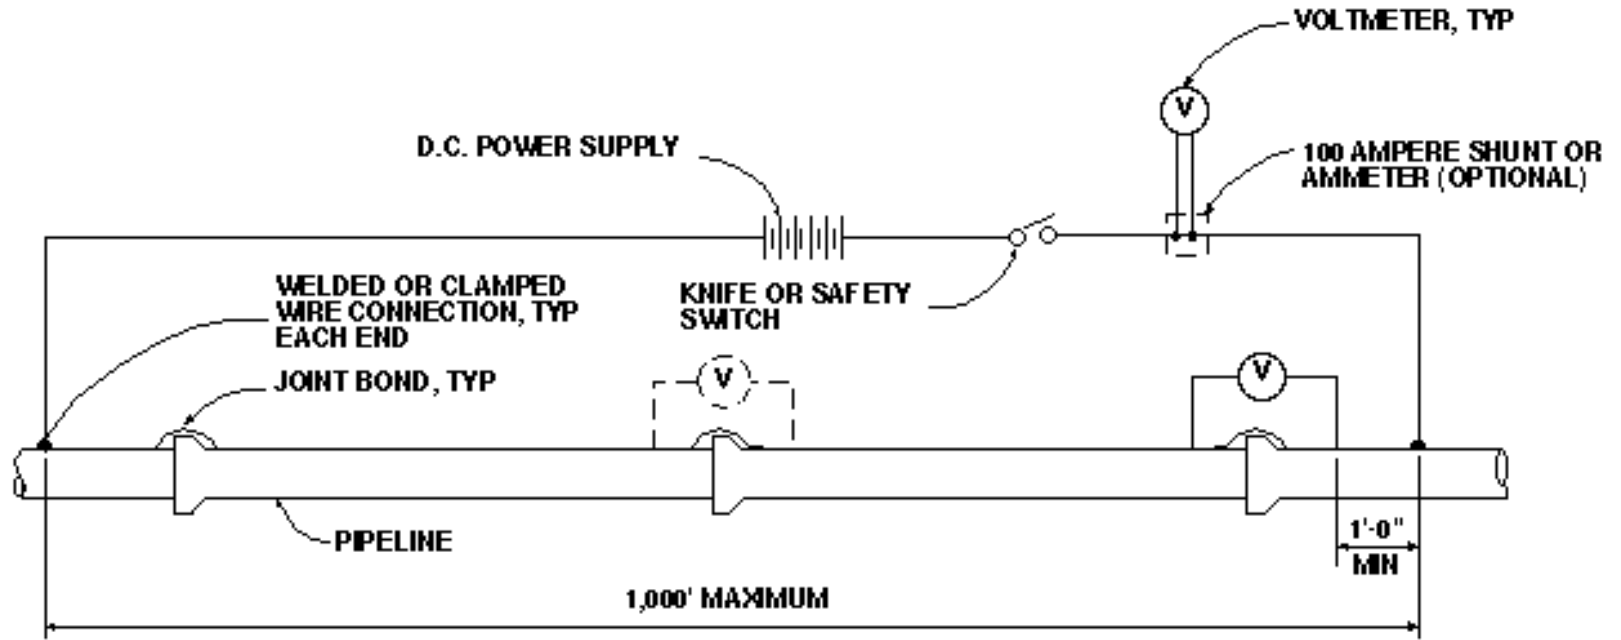 VOLTMETER, TYP
D.C. POWER SUPPLY
V
100 AMPERE SHUNT OR
AMMETER (OPTIONAL)
WELDED OR CLAMPED
WIRE CONNECTION, TYP
EACH END
KNIFE OR SAFETY
SWITCH
JOINT BOND, TYP
V
V
PIPELINE
1'-0"
MIN
1,000' MAXIMUM